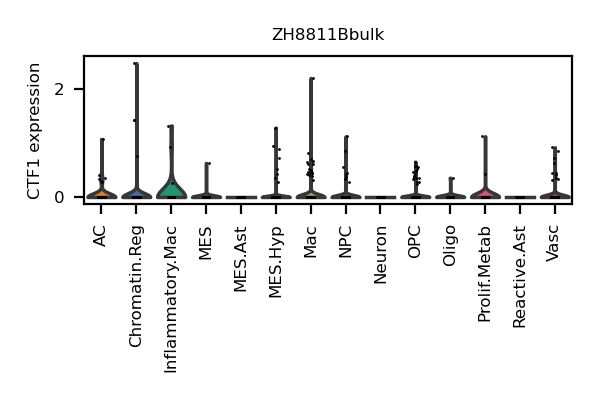 ZH8811Bbulk
CTF1 expression
2
0
AC
Chromatin.Reg
Inflammatory.Mac
MES
MES.Ast
MES.Hyp
Mac
NPC
Neuron
OPC
Oligo
Prolif.Metab
Reactive.Ast
Vasc